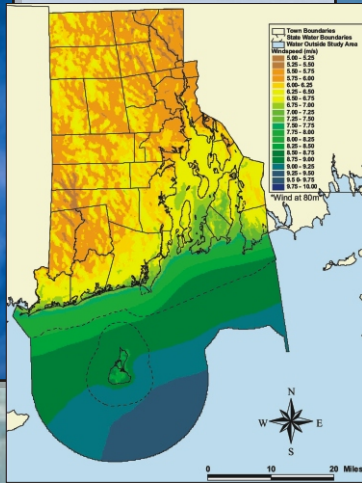 Town Boundaries
State Water Boundaries
Water Outside Study Area
Windspeed (m/s)
5.00 - 5.25
5.25 - 5.50
5.50 - 5.75
5.75 - 6.00
6.00- 6.25
6.25 - 6.50
6.50 - 6.75
6.75 - 7.00
7.00 - 7.25
7.25 - 7.50
7.50 - 7.75
7.75 - 8.00
8.00 - 8.25
8.25 - 8.50
8.50 - 8.75
8.75 - 9.00
9.00 - 9.25
9.25 - 9.50
9.5 - 9.75
9.75 - 10.00
*Wind at 80m
N
W E
S
0 10 20 Miles